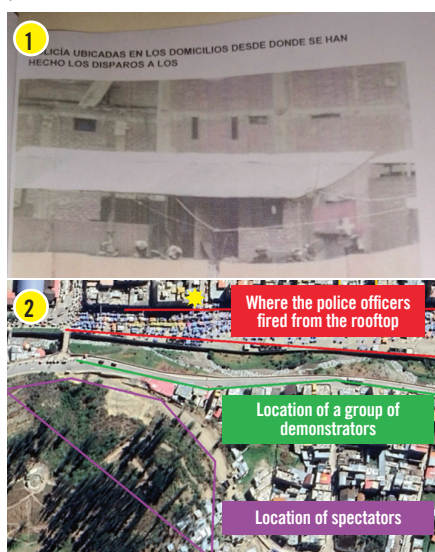 1
POLICÍA UBICADAS EN LOS DOMICILIOS DESDE DONDE SE HAN
HECHO LOS DISPAROS A LOS
2
Where the police officers
fired from the rooftop
Location of a group of
demonstrators
Location of spectators